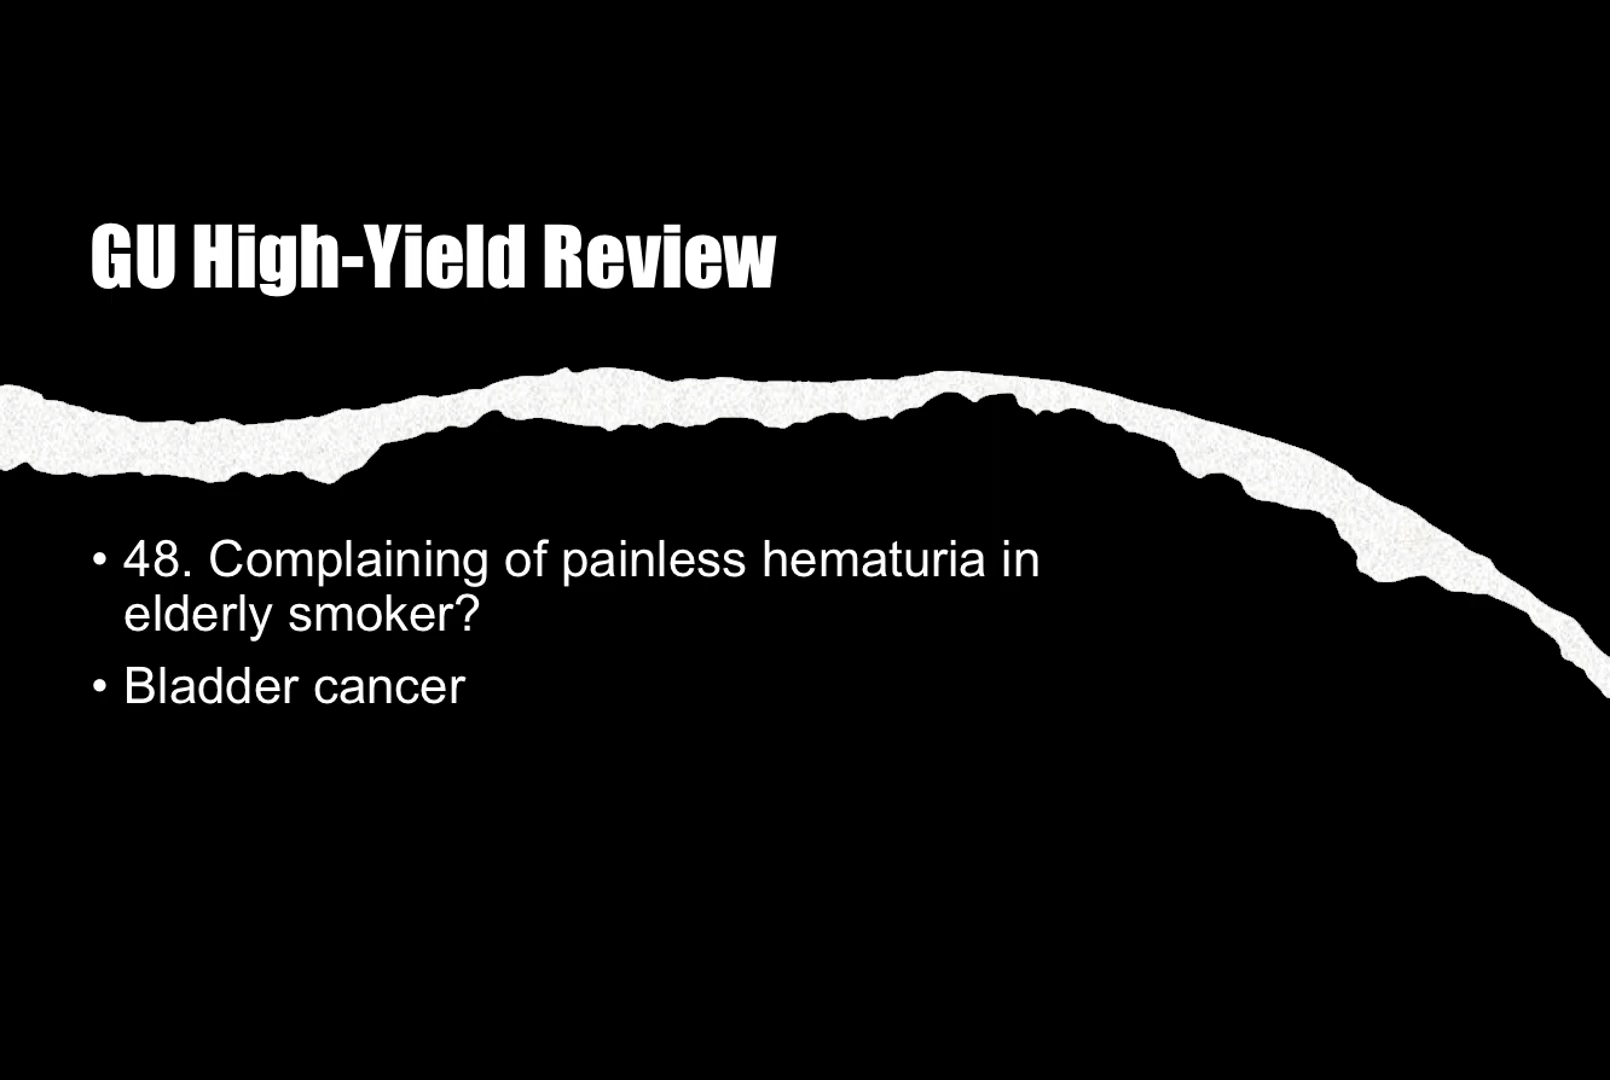 GU High-Yield Review
• 48. Complaining of painless hematuria in
elderly smoker?
• Bladder cancer